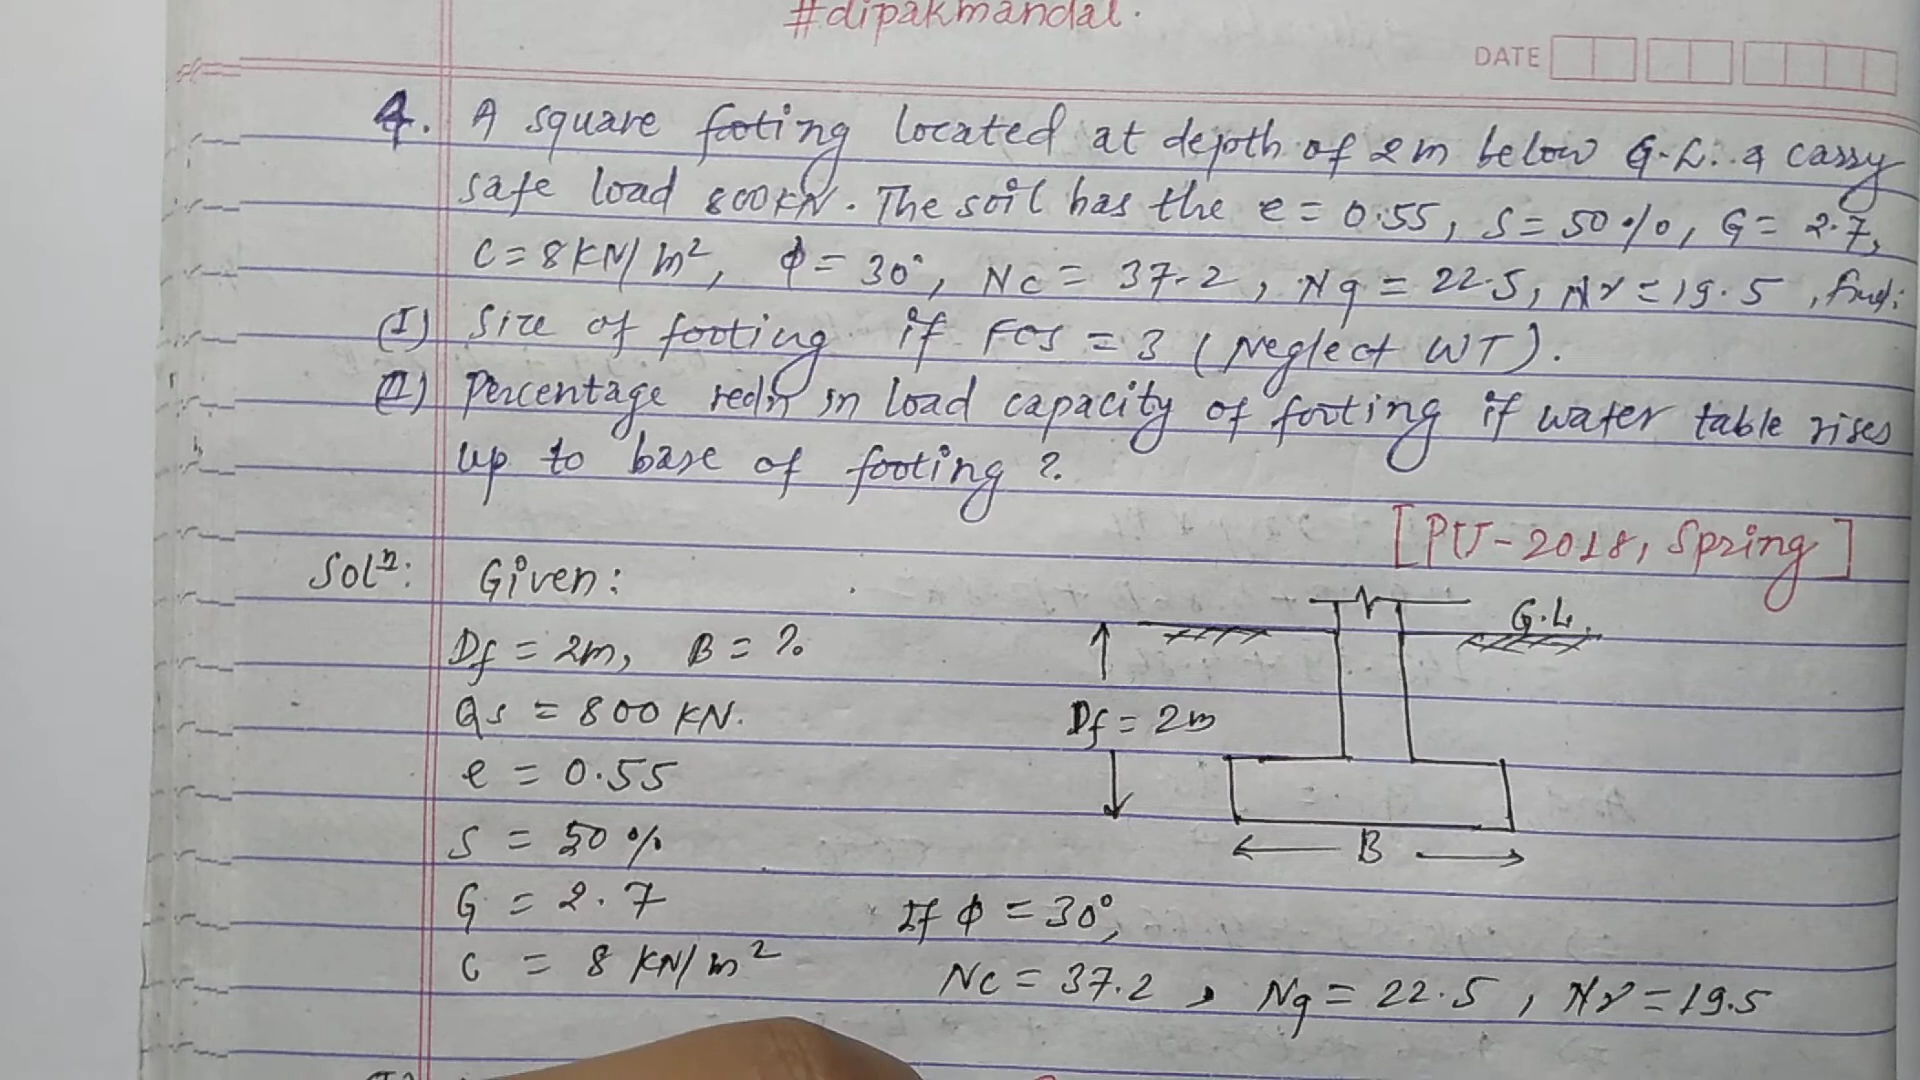 #dipakmandal.
DATE
4. A square footing located at depth of 2m below G.L. & carry
safe load 800KN. The soil has the e = 0.55, S = 50%, G = 2.7,
C = 8 KN/m², ϕ = 30°, Nc = 37.2, Nq = 22.5, Nγ = 19.5, find:
(I) Size of footing if FOS = 3 (Neglect WT).
(II) Percentage redⁿ in load capacity of footing if water table rises
up to base of footing?
[PU-2018, Spring]
Solⁿ: Given:
G.L.
Df = 2m, B = ?
Qs = 800 KN.
Df = 2m
e = 0.55
S = 50%
B
G = 2.7
If ϕ = 30°,
C = 8 KN/m²
Nc = 37.2, Nq = 22.5, Nγ = 19.5